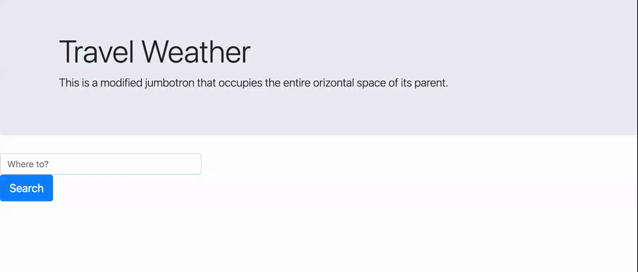 Travel Weather
This is a modified jumbotron that occupies the entire orizontal space of its parent.
Where to?
Search